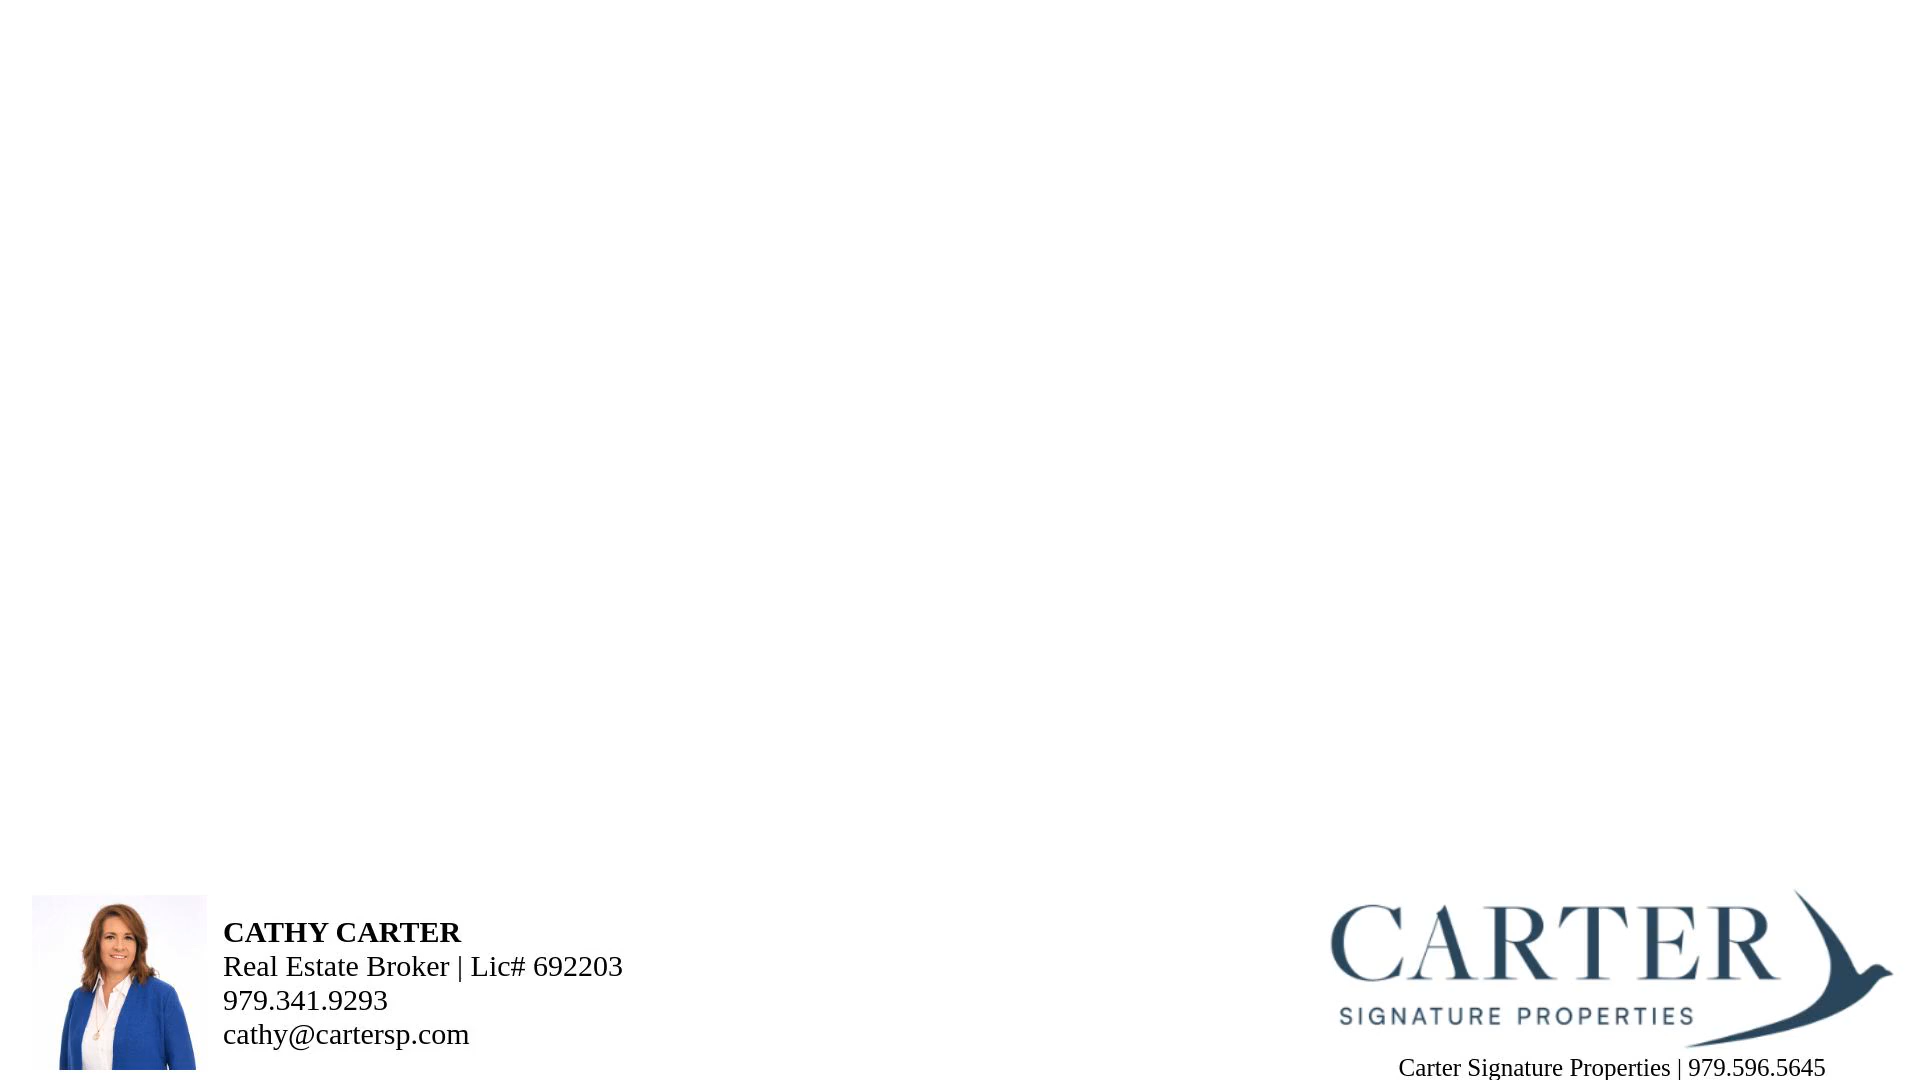 CATHY CARTER
Real Estate Broker | Lic# 692203
979.341.9293
cathy@cartersp.com
CARTER
SIGNATURE PROPERTIES
Carter Signature Properties | 979.596.5645